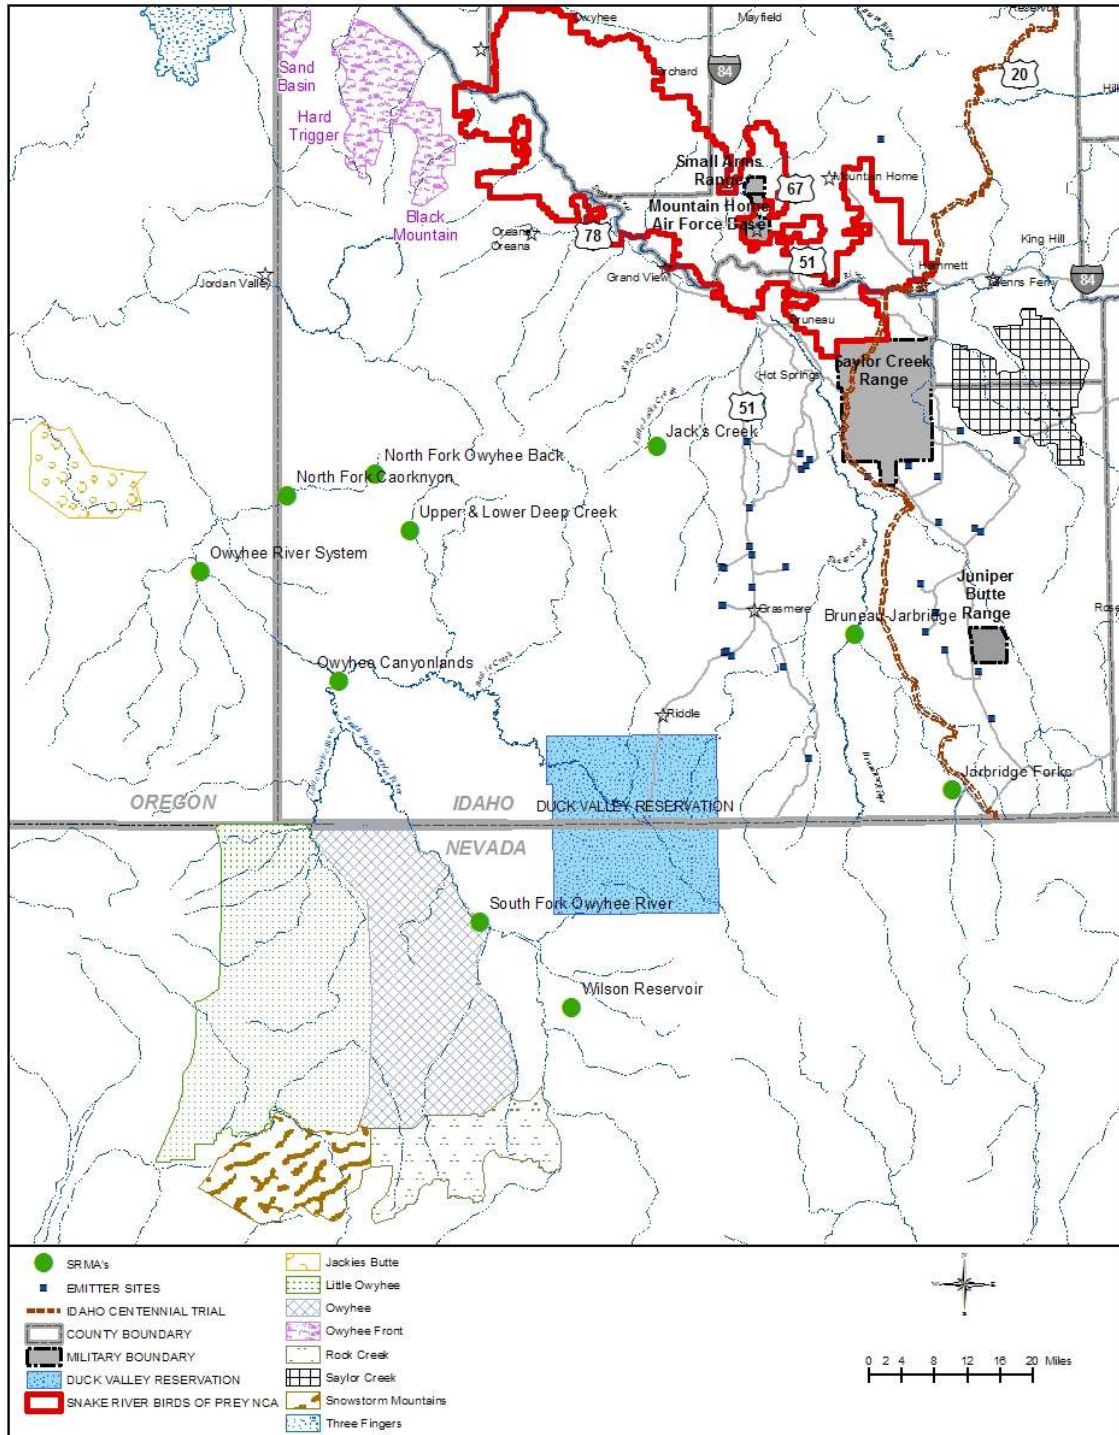 Owyhee
Mayfield
Reservoir
Sand
Basin
Orchard
84
20
Hard
Trigger
Small Arms
Range
67
Mountain Home
Mountain Home
Air Force Base
Black
Mountain
Oreana
Oreana
78
51
King Hill
Hammett
Jordan Valley
Grand View
Glenns Ferry
84
Bruneau
Saylor Creek
Range
Hot Springs
51
Jack's Creek
North Fork Owyhee Back
North Fork Caorknyon
Upper & Lower Deep Creek
Owyhee River System
Juniper
Butte
Range
Grasmere
Bruneau-Jarbridge
Owyhee Canyonlands
Riddle
Jarbridge Forks
OREGON
IDAHO
DUCK VALLEY RESERVATION
NEVADA
South Fork Owyhee River
Wilson Reservoir
SRMA's
EMITTER SITES
IDAHO CENTENNIAL TRIAL
COUNTY BOUNDARY
MILITARY BOUNDARY
DUCK VALLEY RESERVATION
SNAKE RIVER BIRDS OF PREY NCA
Jackies Butte
Little Owyhee
Owyhee
Owyhee Front
Rock Creek
Saylor Creek
Snowstorm Mountains
Three Fingers
0 2 4 8 12 16 20 Miles